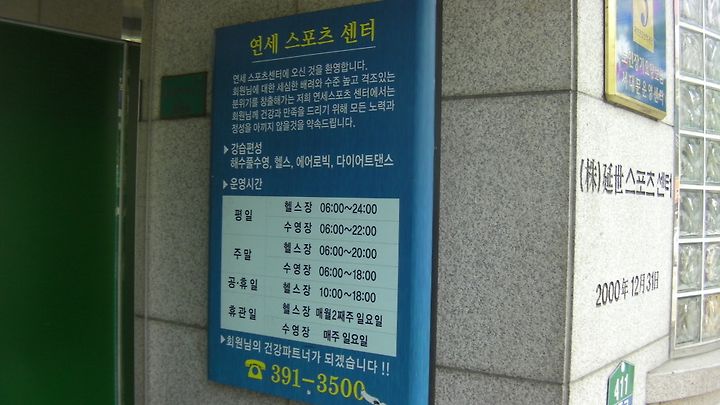 연세 스포츠 센터
연세 스포츠센터에 오신 것을 환영합니다.
회원님에 대한 세심한 배려와 수준 높고 격조있는
분위기를 창출해가는 저희 연세스포츠 센터에서는
회원님께 건강과 만족을 드리기 위해 모든 노력과
정성을 아끼지 않을것을 약속드립니다.
▶강습편성
해수풀수영, 헬스, 에어로빅, 다이어트댄스
▶운영시간
평일 헬스장 06:00~24:00
수영장 06:00~22:00
주말 헬스장 06:00~20:00
수영장 06:00~18:00
공·휴일 헬스장 10:00~18:00
휴관일 헬스장 매월2째주 일요일
수영장 매주 일요일
▶회원님의 건강파트너가 되겠습니다!!
☎391-3500
(株)延世스포츠센터
2000年 12月 31日
411